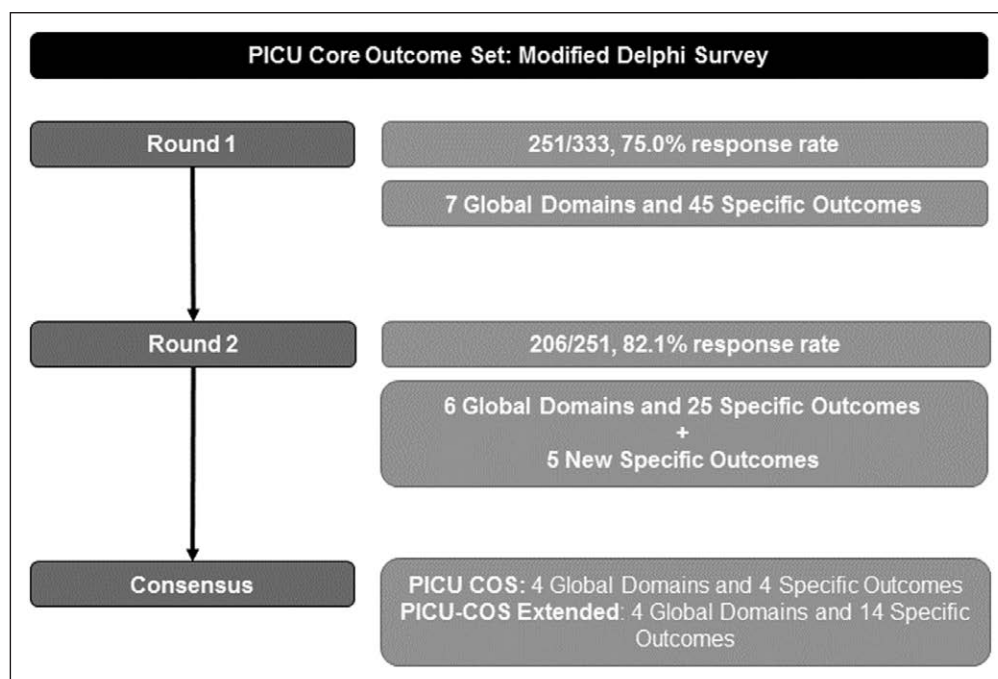 PICU Core Outcome Set: Modified Delphi Survey
Round 1
251/333, 75.0% response rate
7 Global Domains and 45 Specific Outcomes
Round 2
206/251, 82.1% response rate
6 Global Domains and 25 Specific Outcomes
+
5 New Specific Outcomes
Consensus
PICU COS: 4 Global Domains and 4 Specific Outcomes
PICU-COS Extended: 4 Global Domains and 14 Specific
Outcomes